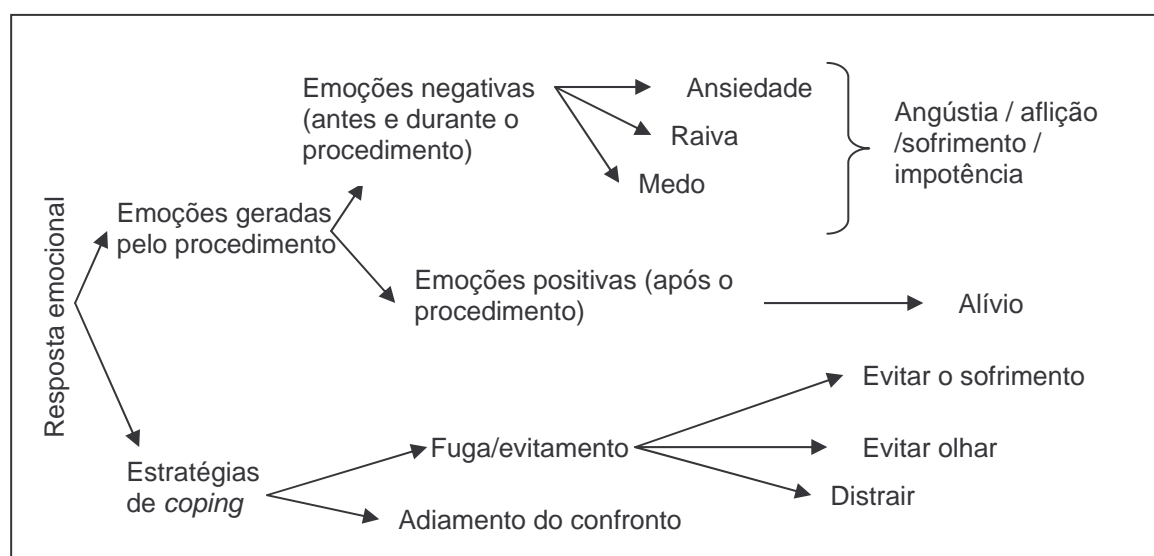 Resposta emocional
Emoções geradas
pelo procedimento
Emoções negativas
(antes e durante o
procedimento)
Ansiedade
Raiva
Medo
Angústia / aflição
/sofrimento /
impotência
Emoções positivas (após o
procedimento)
Alívio
Estratégias
de coping
Fuga/evitamento
Evitar o sofrimento
Evitar olhar
Distrair
Adiamento do confronto